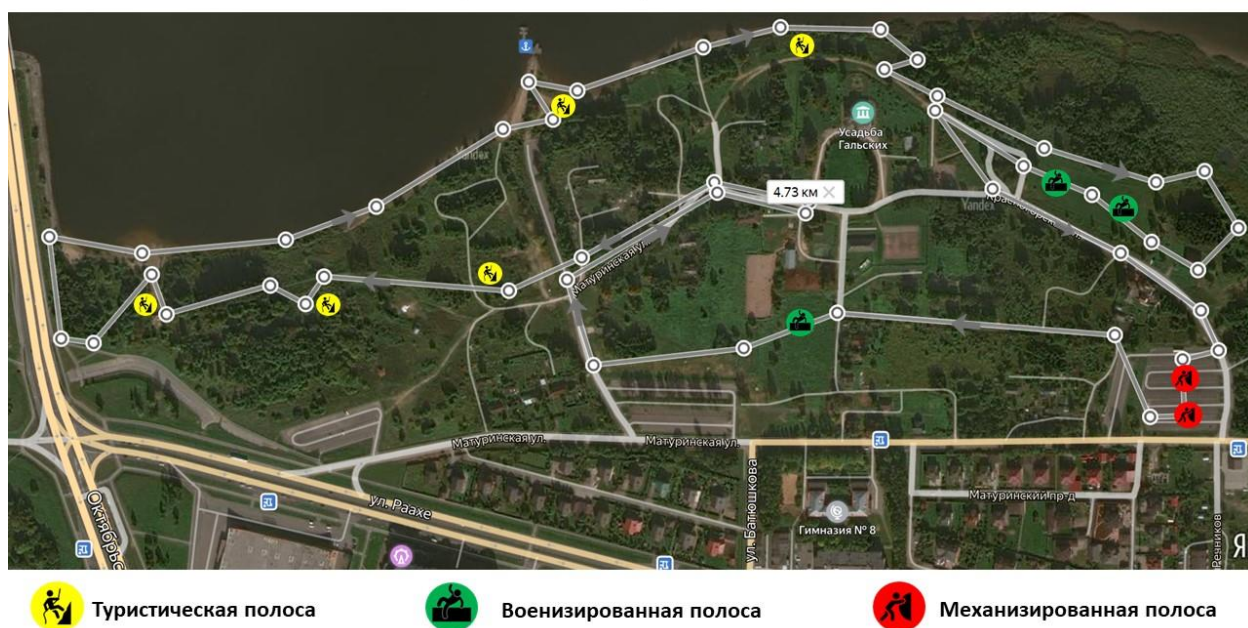 Yandex
Усадьба
Гальских
4.73 км
Yandex
Матуринская ул.
Матуринская ул.
Матуринская ул.
Октябрьс
ул. Раахе
ул. Батюшкова
Гимназия № 8
Матуринский пр-д
Речников
Я
Туристическая полоса
Военизированная полоса
Механизированная полоса